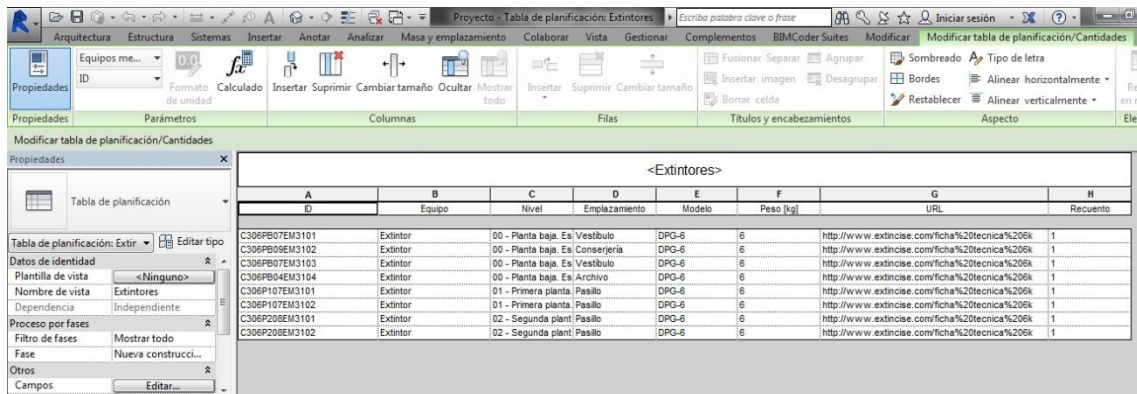 Proyecto - Tabla de planificación: Extintores
Escriba palabra clave o frase
Iniciar sesión
Arquitectura Estructura Sistemas Insertar Anotar Analizar Masa y emplazamiento Colaborar Vista Gestionar Complementos BIMCoder Suites Modificar Modificar tabla de planificación/Cantidades
Propiedades
Equipos me...
ID
0.0
Formato de unidad
fx
Calculado
Insertar Suprimir Cambiar tamaño Ocultar Mostrar todo
Insertar Suprimir Cambiar tamaño
Fusionar Separar Agrupar
Insertar imagen Desagrupar
Borrar celda
Sombreado Tipo de letra
Bordes Alinear horizontalmente
Restablecer Alinear verticalmente
Propiedades Parámetros Columnas Filas Títulos y encabezamientos Aspecto Ele
Modificar tabla de planificación/Cantidades
Propiedades
Tabla de planificación
Tabla de planificación: Extir Editar tipo
Datos de identidad
Plantilla de vista <Ninguno>
Nombre de vista Extintores
Dependencia Independiente
Proceso por fases
Filtro de fases Mostrar todo
Fase Nueva construcci...
Otros
Campos Editar...
<Extintores>
A B C D E F G H
ID Equipo Nivel Emplazamiento Modelo Peso [kg] URL Recuento
C306PB07EM3101 Extintor 00 - Planta baja. Es Vestíbulo DPG-6 6 http://www.extincise.com/ficha%20tecnica%206k 1
C306PB09EM3102 Extintor 00 - Planta baja. Es Conserjería DPG-6 6 http://www.extincise.com/ficha%20tecnica%206k 1
C306PB07EM3103 Extintor 00 - Planta baja. Es Vestíbulo DPG-6 6 http://www.extincise.com/ficha%20tecnica%206k 1
C306PB04EM3104 Extintor 00 - Planta baja. Es Archivo DPG-6 6 http://www.extincise.com/ficha%20tecnica%206k 1
C306P107EM3101 Extintor 01 - Primera planta. Pasillo DPG-6 6 http://www.extincise.com/ficha%20tecnica%206k 1
C306P107EM3102 Extintor 01 - Primera planta. Pasillo DPG-6 6 http://www.extincise.com/ficha%20tecnica%206k 1
C306P208EM3101 Extintor 02 - Segunda plant Pasillo DPG-6 6 http://www.extincise.com/ficha%20tecnica%206k 1
C306P208EM3102 Extintor 02 - Segunda plant Pasillo DPG-6 6 http://www.extincise.com/ficha%20tecnica%206k 1